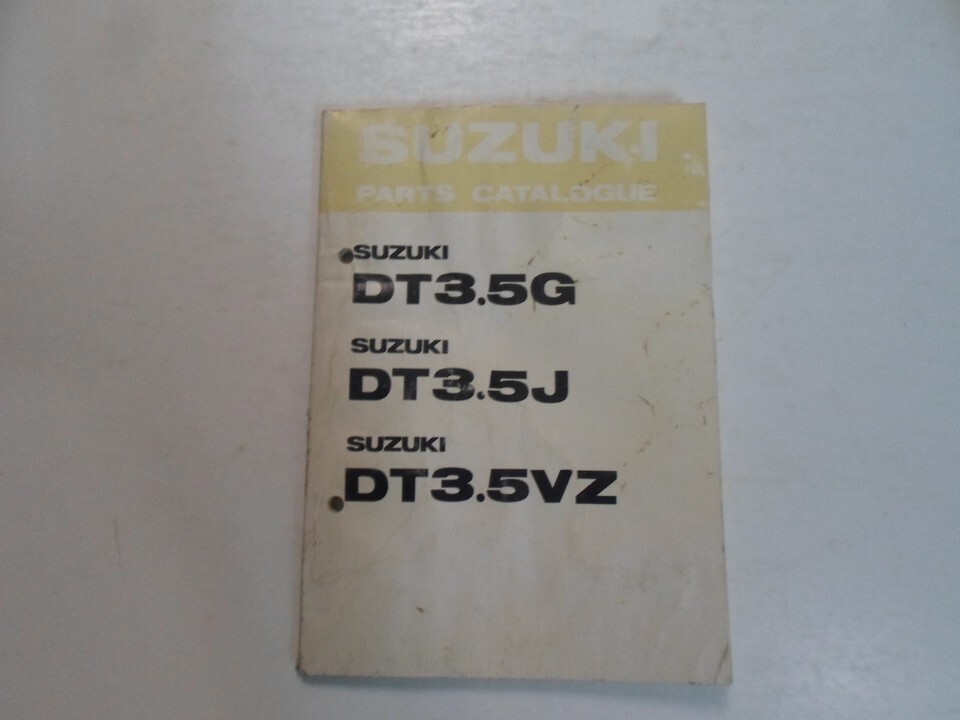 SUZUKI
PARTS CATALOGUE
SUZUKI
DT3.5G
SUZUKI
DT3.5J
SUZUKI
DT3.5VZ